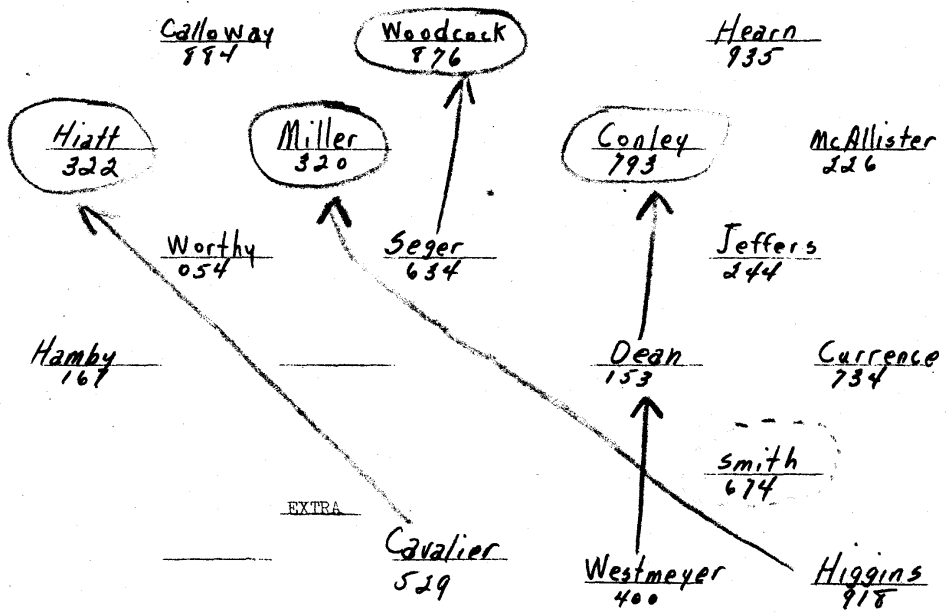 Calloway
884
Woodcock
876
Hearn
935
Hiatt
322
Miller
320
Conley
793
McAllister
226
Worthy
054
Seger
634
Jeffers
244
Hamby
167
Dean
153
Currence
734
Smith
674
EXTRA
Cavalier
529
Westmeyer
400
Higgins
918